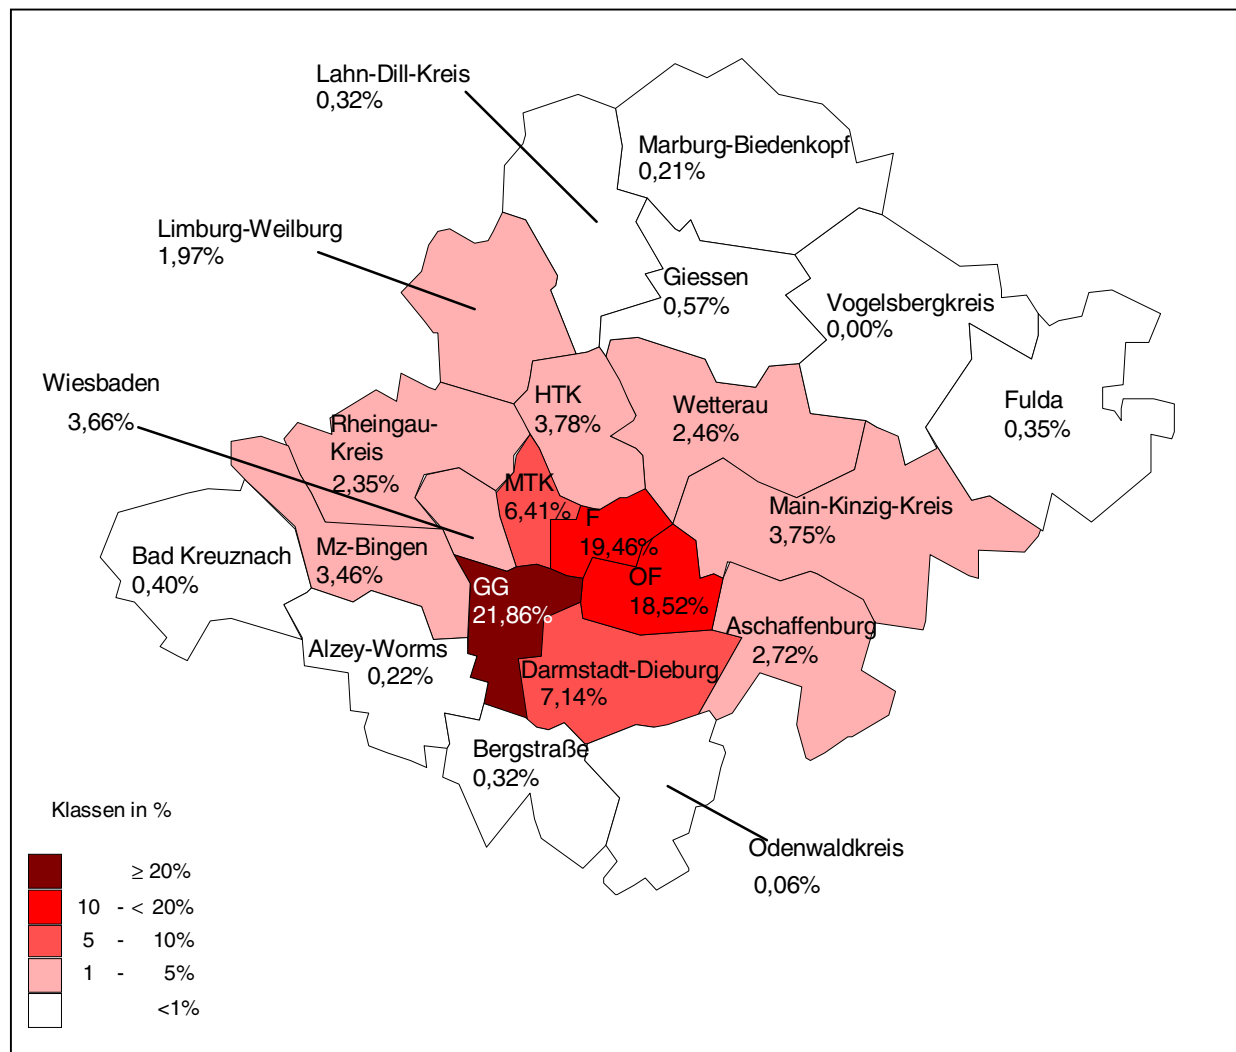 Lahn-Dill-Kreis
0,32%
Marburg-Biedenkopf
0,21%
Limburg-Weilburg
1,97%
Giessen
0,57%
Vogelsbergkreis
0,00%
Wiesbaden
3,66%
HTK
3,78%
Wetterau
2,46%
Fulda
0,35%
Rheingau-
Kreis
2,35%
MTK
6,41%
Main-Kinzig-Kreis
3,75%
F
19,46%
Bad Kreuznach
0,40%
Mz-Bingen
3,46%
GG
21,86%
OF
18,52%
Aschaffenburg
2,72%
Alzey-Worms
0,22%
Darmstadt-Dieburg
7,14%
Bergstraße
0,32%
Odenwaldkreis
0,06%
Klassen in %
≥ 20%
10 - < 20%
5 - 10%
1 - 5%
<1%